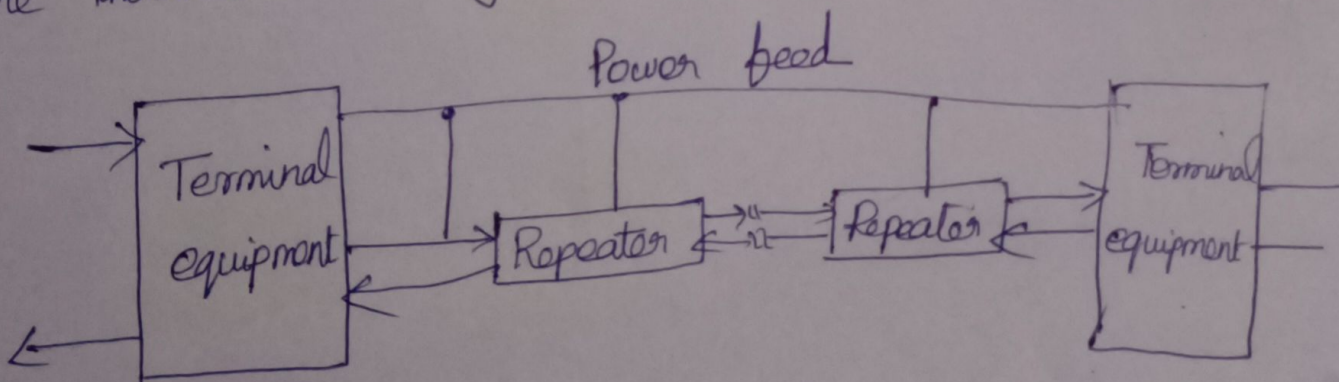 Power feed
Terminal
equipment
Repeater
Repeater
Terminal
equipment